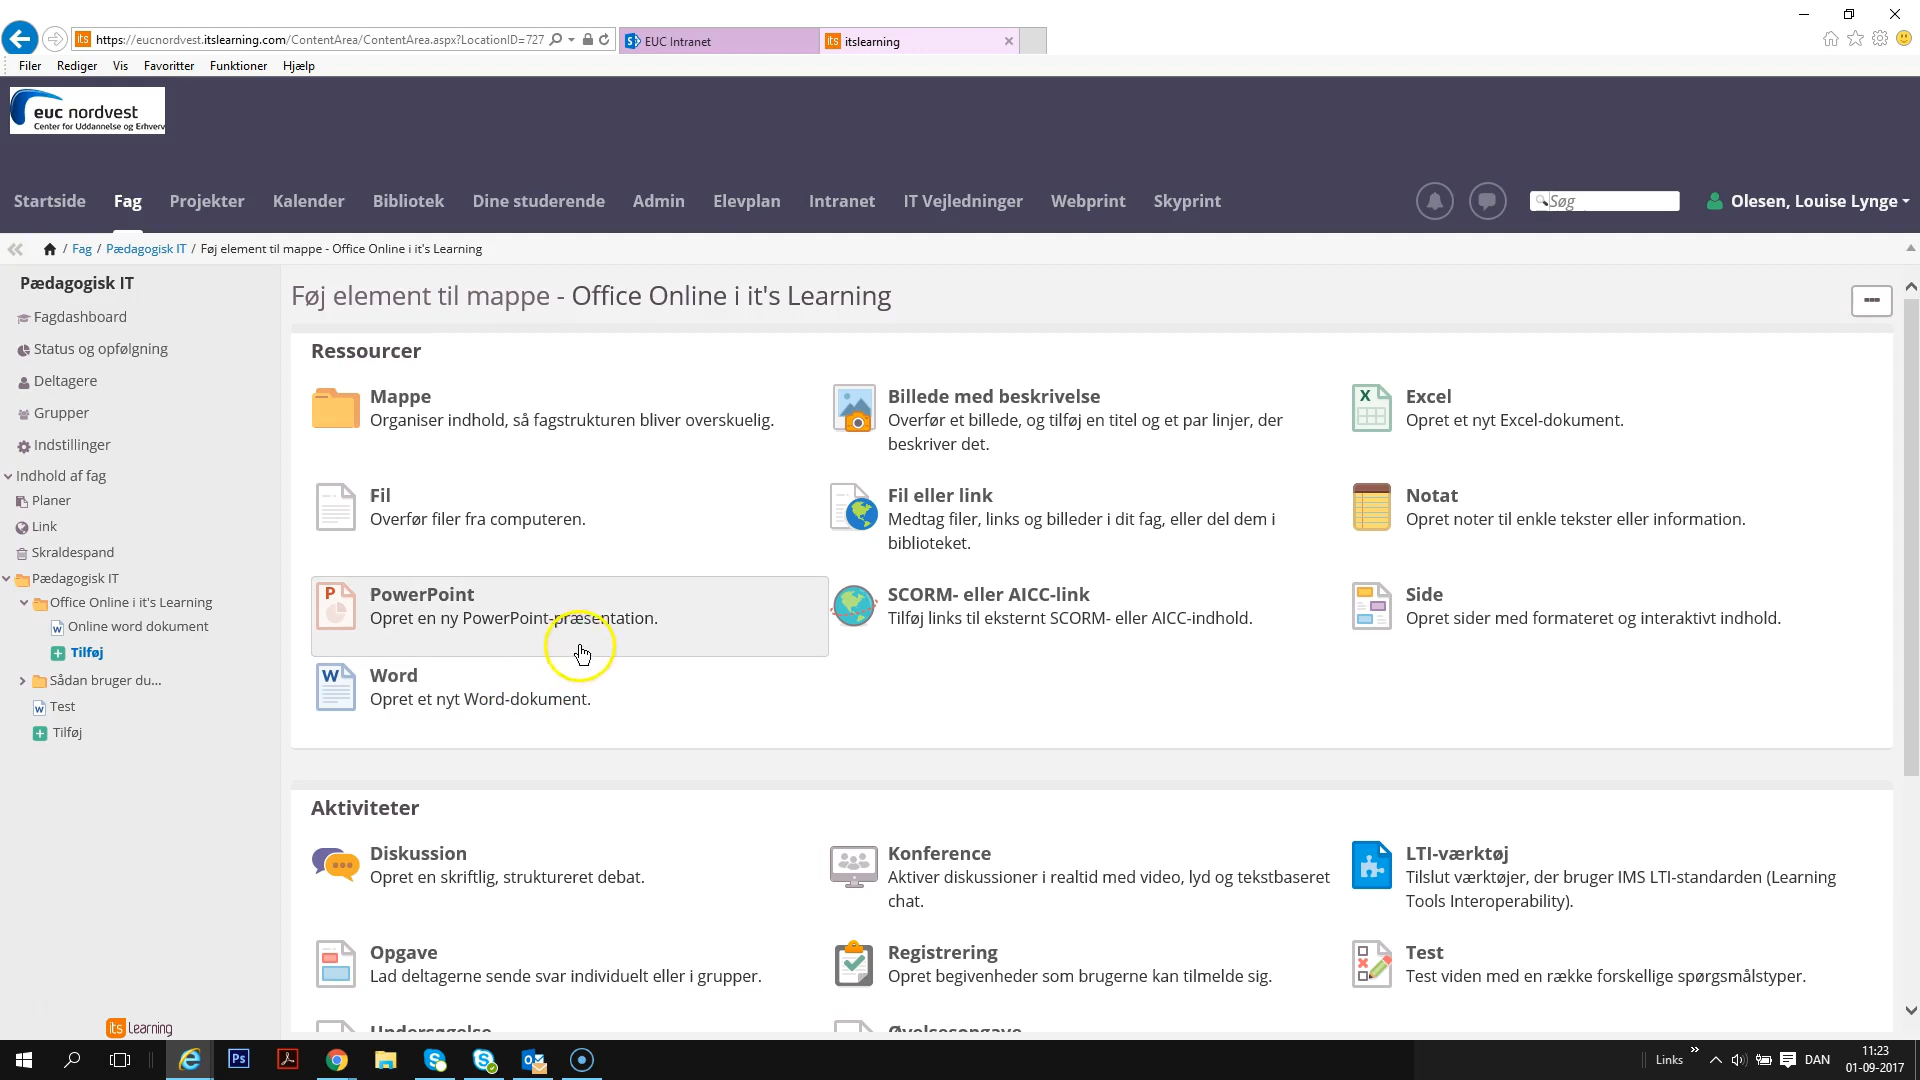 https://eucnordvest.itslearning.com/ContentArea/ContentArea.aspx?LocationID=727
EUC Intranet
itslearning
Filer Rediger Vis Favoritter Funktioner Hjælp
euc nordvest
Center for Uddannelse og Erhverv
Startside Fag Projekter Kalender Bibliotek Dine studerende Admin Elevplan Intranet IT Vejledninger Webprint Skyprint
Søg
Olesen, Louise Lynge
/ Fag / Pædagogisk IT / Føj element til mappe - Office Online i it's Learning
Pædagogisk IT
Fagdashboard
Status og opfølgning
Deltagere
Grupper
Indstillinger
Indhold af fag
Planer
Link
Skraldespand
Pædagogisk IT
Office Online i it's Learning
Online word dokument
Tilføj
Sådan bruger du...
Test
Tilføj
its Learning
Føj element til mappe - Office Online i it's Learning
Ressourcer
Mappe
Organiser indhold, så fagstrukturen bliver overskuelig.
Billede med beskrivelse
Overfør et billede, og tilføj en titel og et par linjer, der
beskriver det.
Excel
Opret et nyt Excel-dokument.
Fil
Overfør filer fra computeren.
Fil eller link
Medtag filer, links og billeder i dit fag, eller del dem i
biblioteket.
Notat
Opret noter til enkle tekster eller information.
PowerPoint
Opret en ny PowerPoint-præsentation.
SCORM- eller AICC-link
Tilføj links til eksternt SCORM- eller AICC-indhold.
Side
Opret sider med formateret og interaktivt indhold.
Word
Opret et nyt Word-dokument.
Aktiviteter
Diskussion
Opret en skriftlig, struktureret debat.
Konference
Aktiver diskussioner i realtid med video, lyd og tekstbaseret
chat.
LTI-værktøj
Tilslut værktøjer, der bruger IMS LTI-standarden (Learning
Tools Interoperability).
Opgave
Lad deltagerne sende svar individuelt eller i grupper.
Registrering
Opret begivenheder som brugerne kan tilmelde sig.
Test
Test viden med en række forskellige spørgsmålstyper.
Undersøgelse
Øvelsesopgave
Links
DAN
11:23
01-09-2017